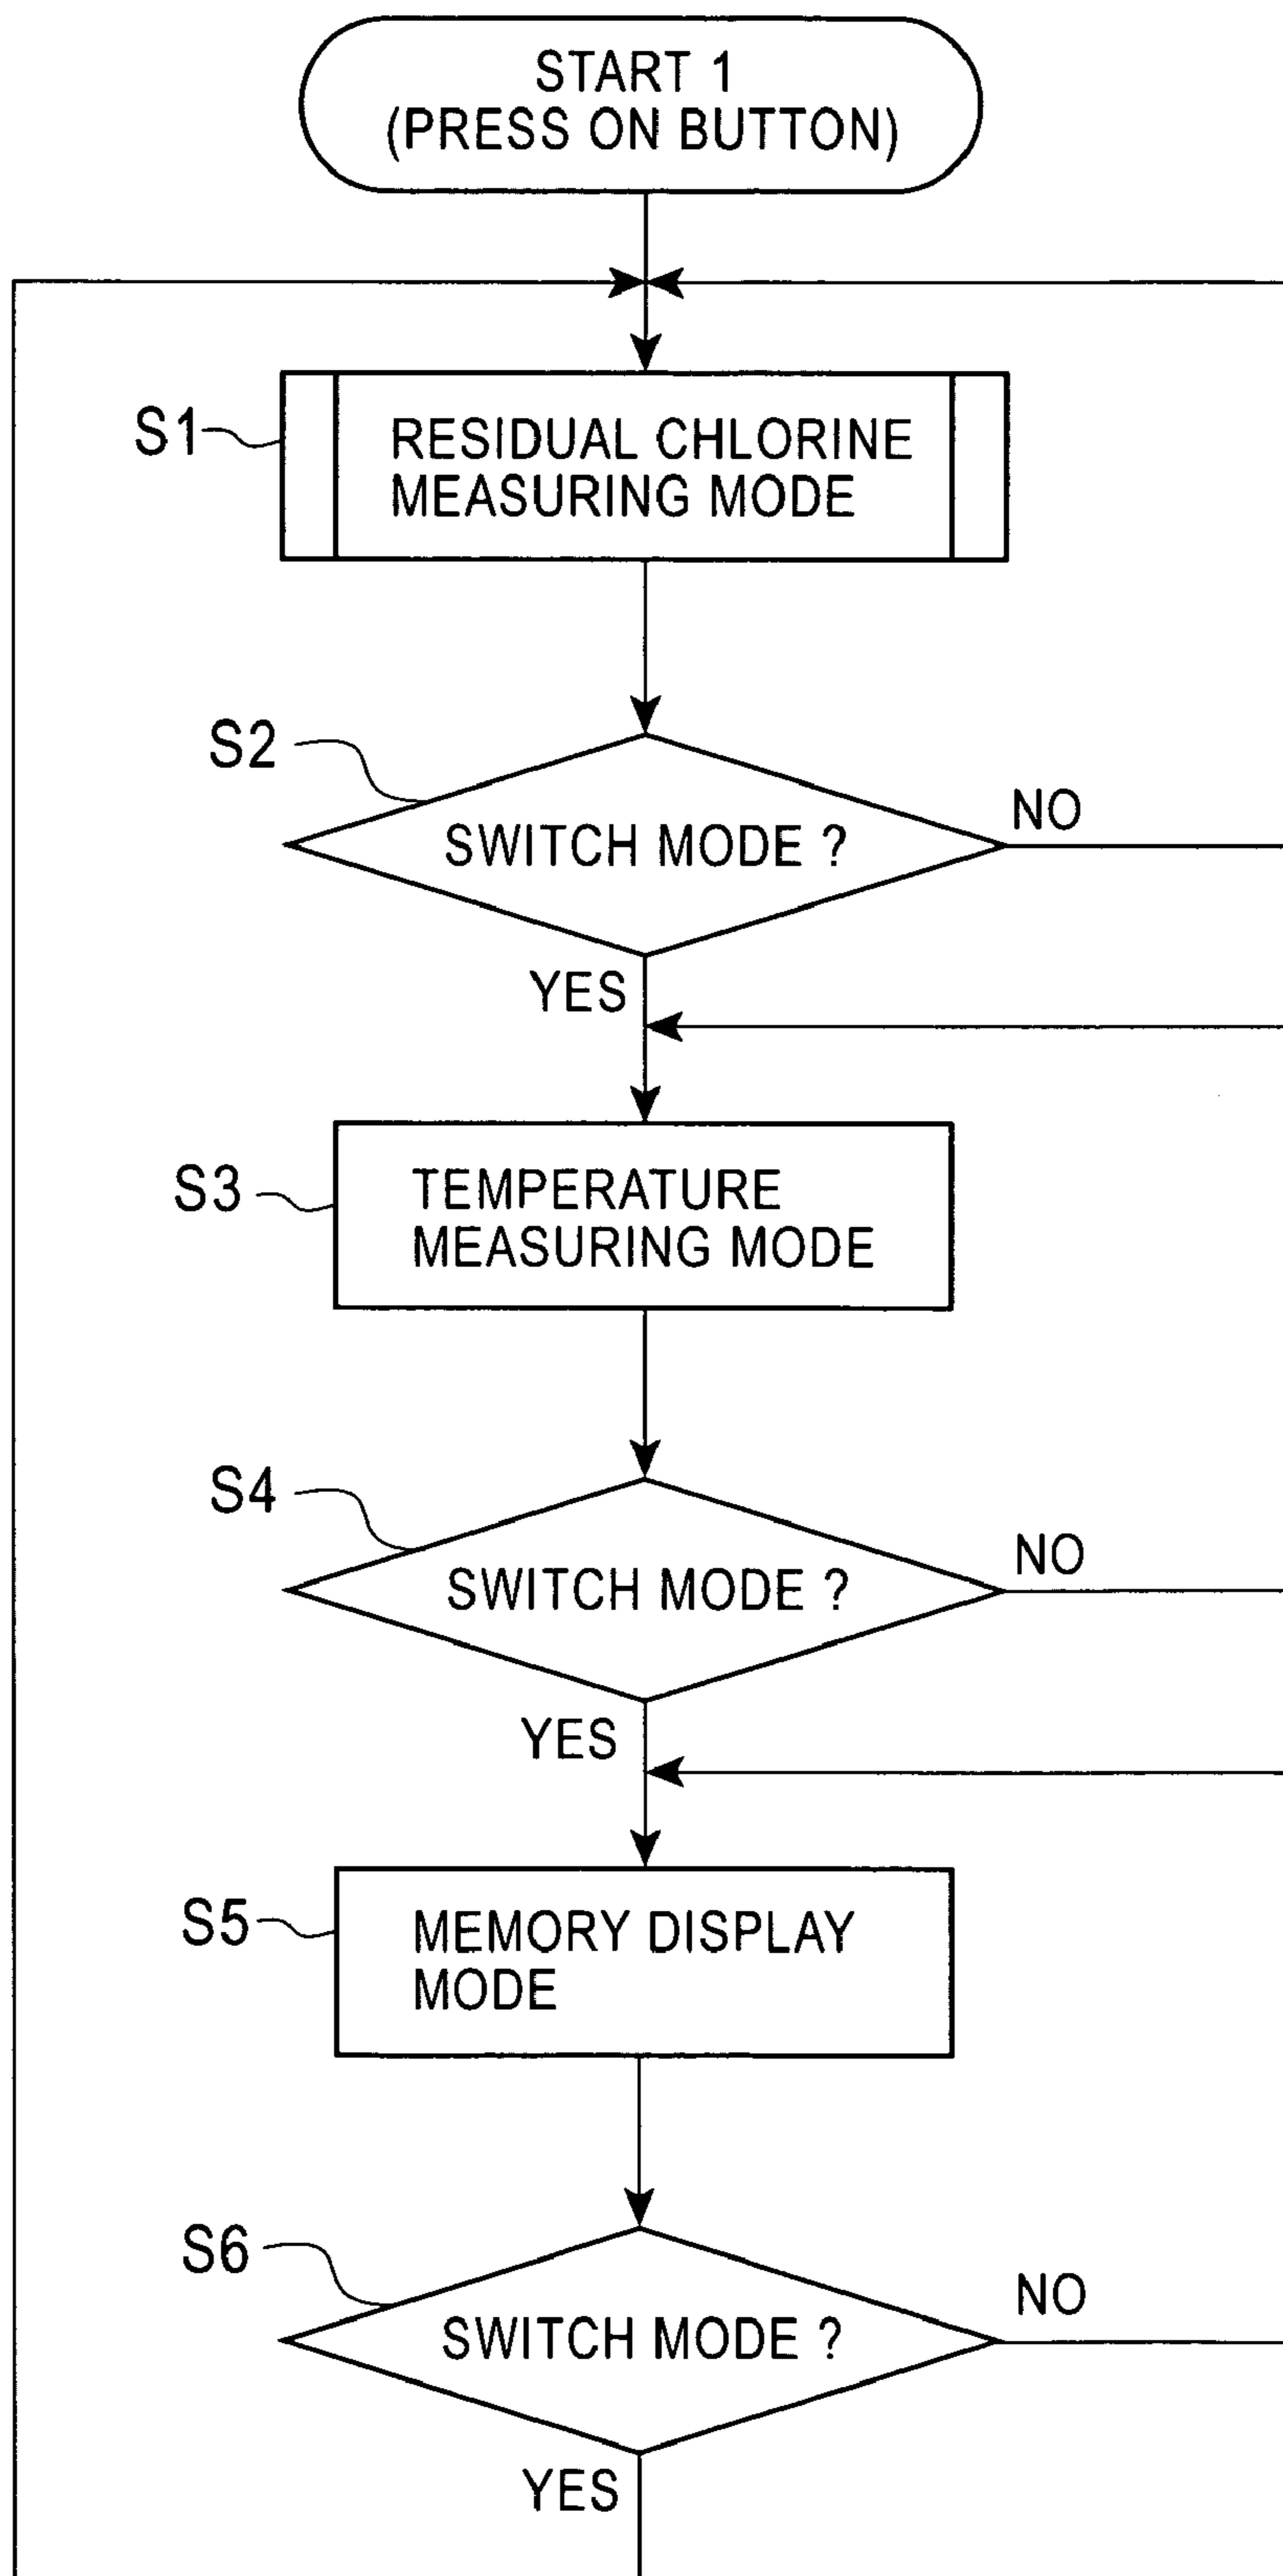 START 1
(PRESS ON BUTTON)
S1
RESIDUAL CHLORINE
MEASURING MODE
S2
SWITCH MODE ?
NO
YES
S3
TEMPERATURE
MEASURING MODE
S4
SWITCH MODE ?
NO
YES
S5
MEMORY DISPLAY
MODE
S6
SWITCH MODE ?
NO
YES